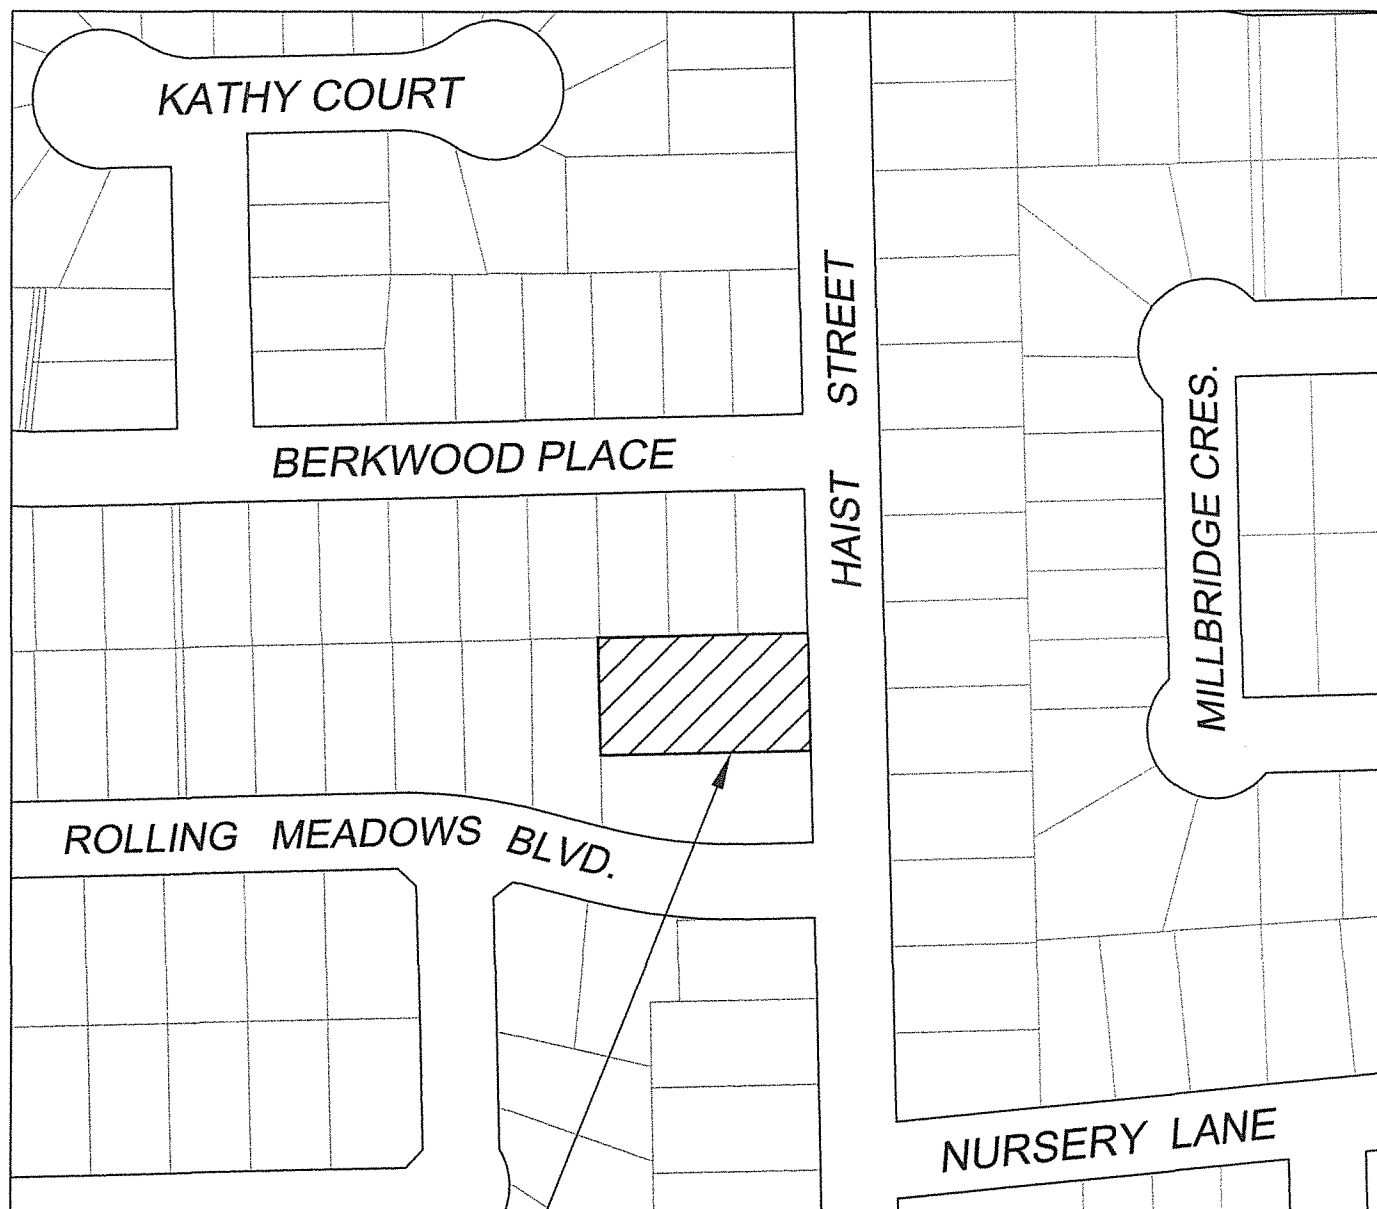 KATHY COURT
HAIST STREET
BERKWOOD PLACE
MILLBRIDGE CRES.
ROLLING MEADOWS BLVD.
NURSERY LANE